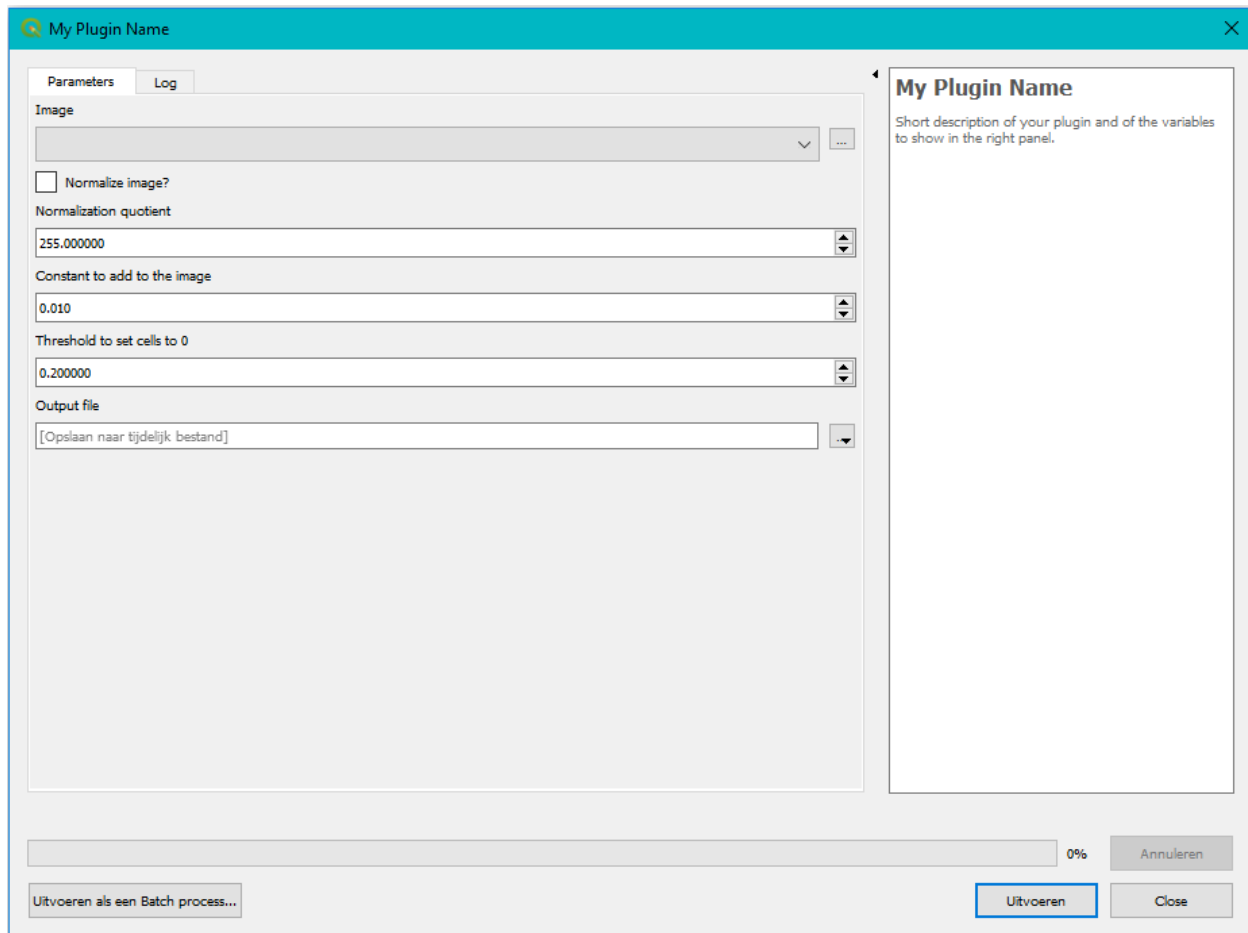 My Plugin Name
Parameters
Log
Image
...
Normalize image?
Normalization quotient
255.000000
Constant to add to the image
0.010
Threshold to set cells to 0
0.200000
Output file
[Opslaan naar tijdelijk bestand]
My Plugin Name
Short description of your plugin and of the variables
to show in the right panel.
0%
Annuleren
Uitvoeren als een Batch process...
Uitvoeren
Close